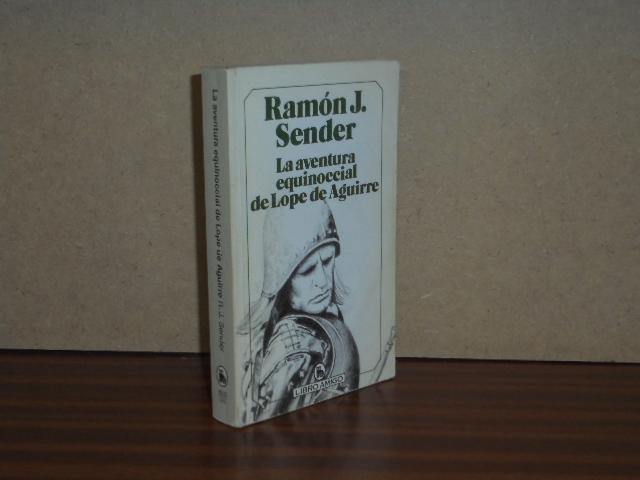 Ramón J.
Sender
La aventura
equinoccial
de Lope de Aguirre
LIBRO AMIGO
La aventura equinoccial de Lope de Aguirre R. J. Sender